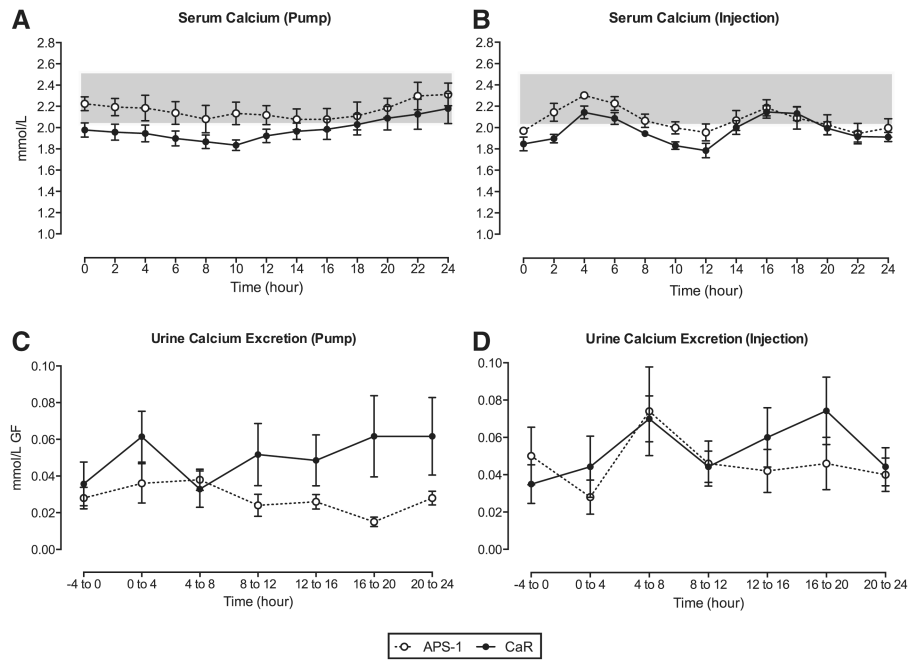 A
Serum Calcium (Pump)
mmol/L
2.8
2.6
2.4
2.2
2.0
1.8
1.6
1.4
1.2
1.0
0 2 4 6 8 10 12 14 16 18 20 22 24
Time (hour)
B
Serum Calcium (Injection)
2.8
2.6
2.4
2.2
2.0
1.8
1.6
1.4
1.2
1.0
0 2 4 6 8 10 12 14 16 18 20 22 24
Time (hour)
C
Urine Calcium Excretion (Pump)
mmol/L GF
0.10
0.08
0.06
0.04
0.02
0.00
-4 to 0 0 to 4 4 to 8 8 to 12 12 to 16 16 to 20 20 to 24
Time (hour)
D
Urine Calcium Excretion (Injection)
0.10
0.08
0.06
0.04
0.02
0.00
-4 to 0 0 to 4 4 to 8 8 to 12 12 to 16 16 to 20 20 to 24
Time (hour)
APS-1 CaR